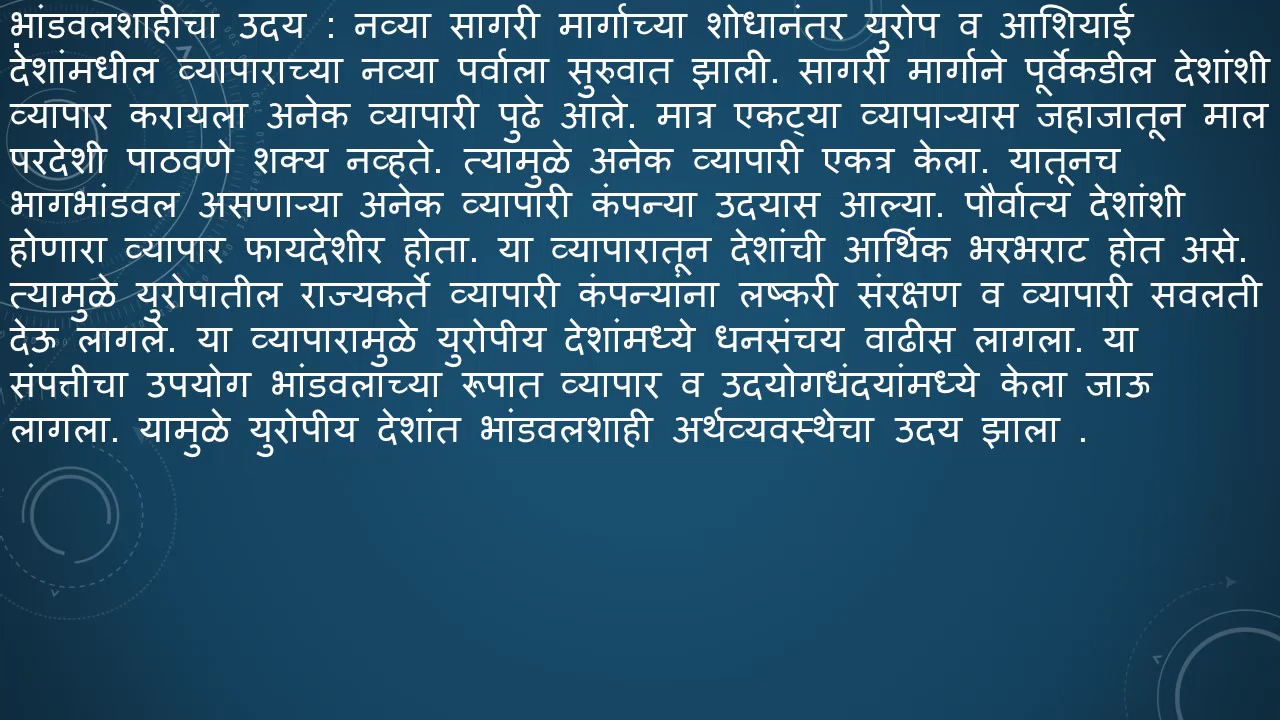 भांडवलशाहीचा उदय : नव्या सागरी मार्गाच्या शोधानंतर युरोप व आशियाई
देशांमधील व्यापाराच्या नव्या पर्वाला सुरुवात झाली. सागरी मार्गाने पूर्वेकडील देशांशी
व्यापार करायला अनेक व्यापारी पुढे आले. मात्र एकट्या व्यापाऱ्यास जहाजातून माल
परदेशी पाठवणे शक्य नव्हते. त्यामुळे अनेक व्यापारी एकत्र केला. यातूनच
भागभांडवल असणाऱ्या अनेक व्यापारी कंपन्या उदयास आल्या. पौर्वात्य देशांशी
होणारा व्यापार फायदेशीर होता. या व्यापारातून देशांची आर्थिक भरभराट होत असे.
त्यामुळे युरोपातील राज्यकर्ते व्यापारी कंपन्यांना लष्करी संरक्षण व व्यापारी सवलती
देऊ लागले. या व्यापारामुळे युरोपीय देशांमध्ये धनसंचय वाढीस लागला. या
संपत्तीचा उपयोग भांडवलाच्या रूपात व्यापार व उदयोगधंदयांमध्ये केला जाऊ
लागला. यामुळे युरोपीय देशांत भांडवलशाही अर्थव्यवस्थेचा उदय झाला .